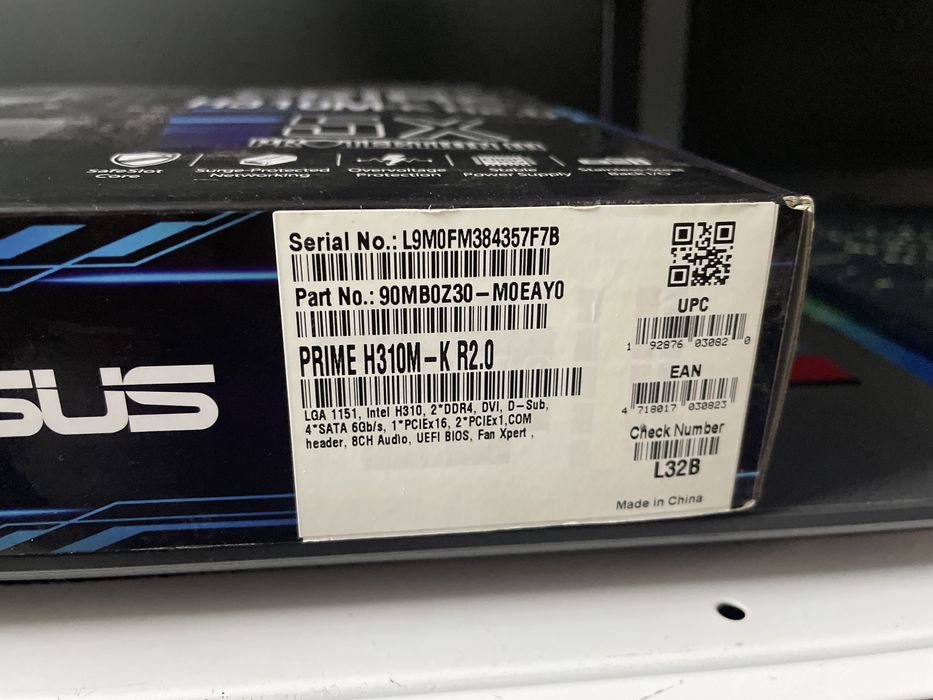 SafeSlot
Core
Surge-Protected
Networking
Overvoltage
Protection
Stable
Power Supply
Stainless-Steel
Back I/O
Serial No.: L9M0FM384357F7B
Part No.: 90MB0Z30-M0EAY0
PRIME H310M-K R2.0
LGA 1151, Intel H310, 2*DDR4, DVI, D-Sub,
4*SATA 6Gb/s, 1*PCIEx16, 2*PCIEx1,COM
header, 8CH Audio, UEFI BIOS, Fan Xpert ,
UPC
1 92876 03082 0
EAN
4 718017 030823
Check Number
L32B
Made in China
SUS